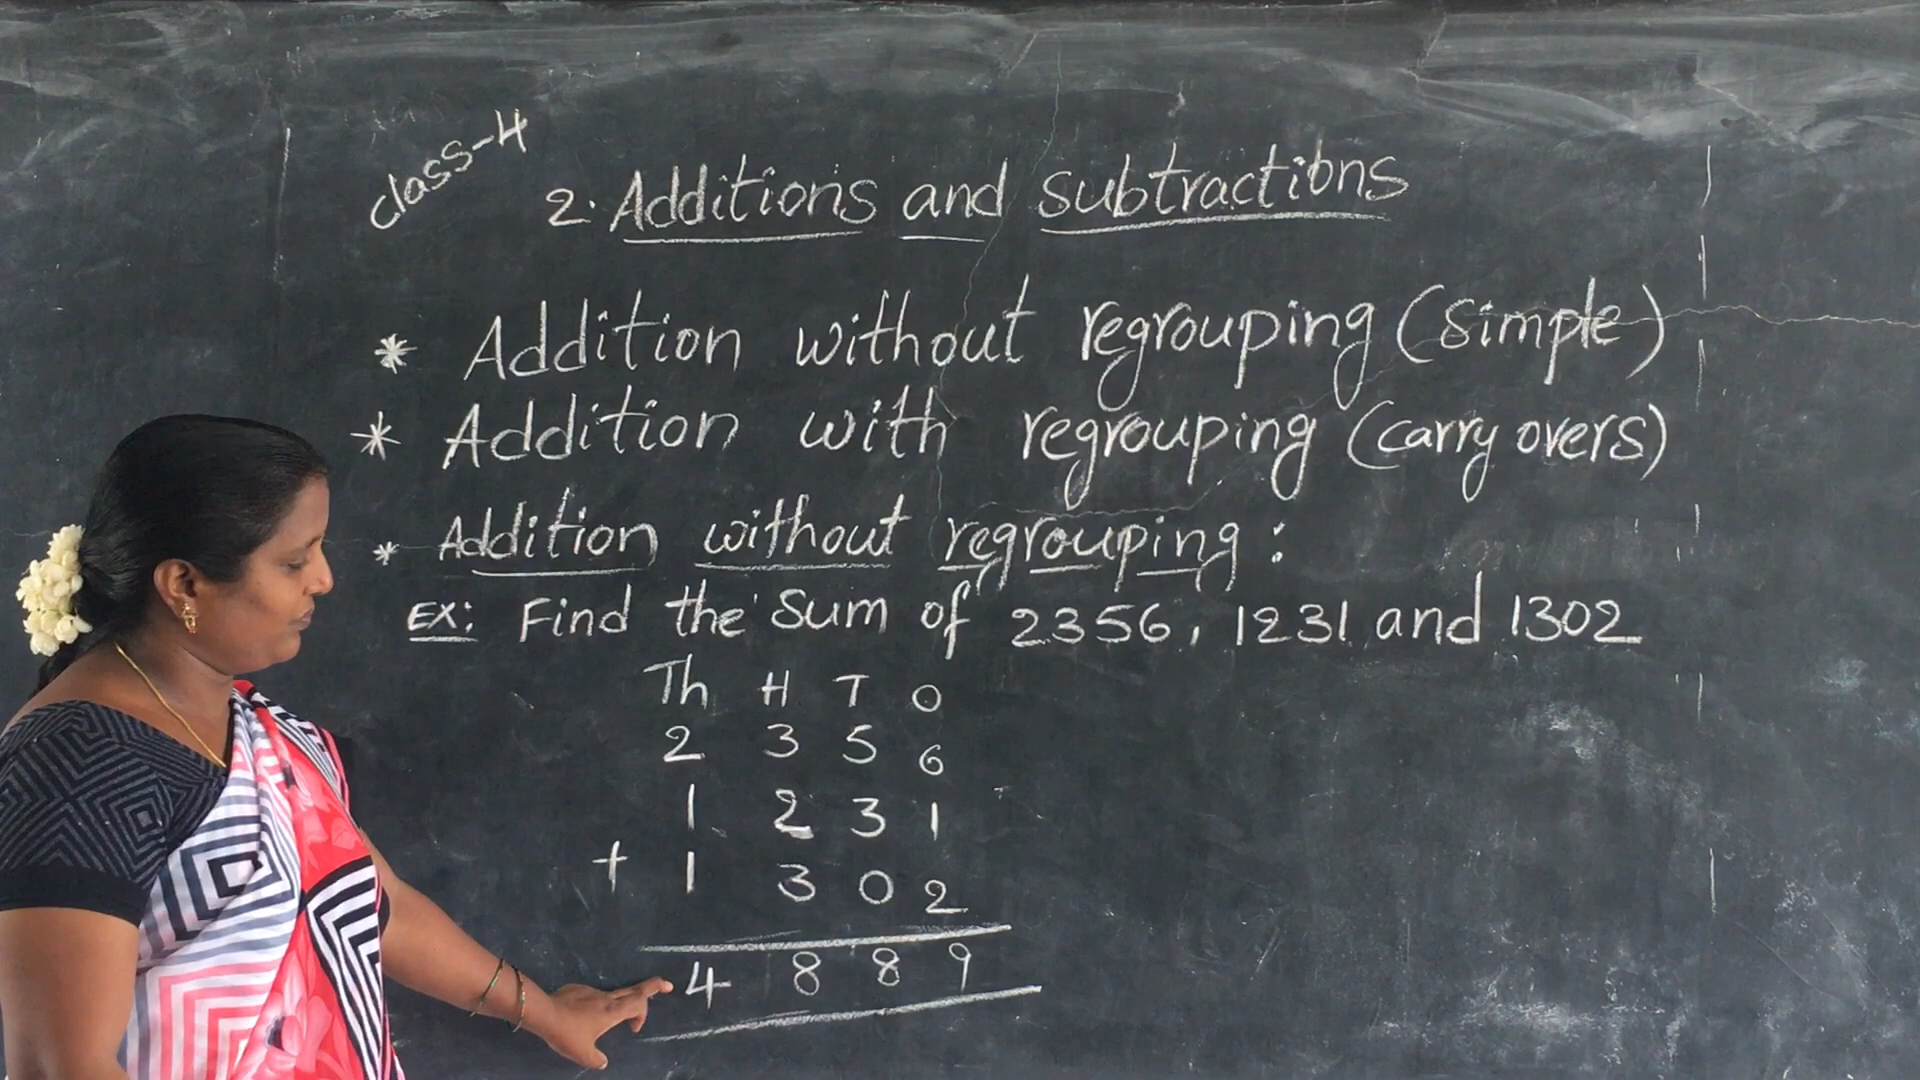 class-4
2. Additions and subtractions
* Addition without regrouping (simple)
* Addition with regrouping (carry overs)
* Addition without regrouping :
EX: Find the sum of 2356, 1231 and 1302
Th H T O
2 3 5 6
1 2 3 1
+ 1 3 0 2
4 8 8 9